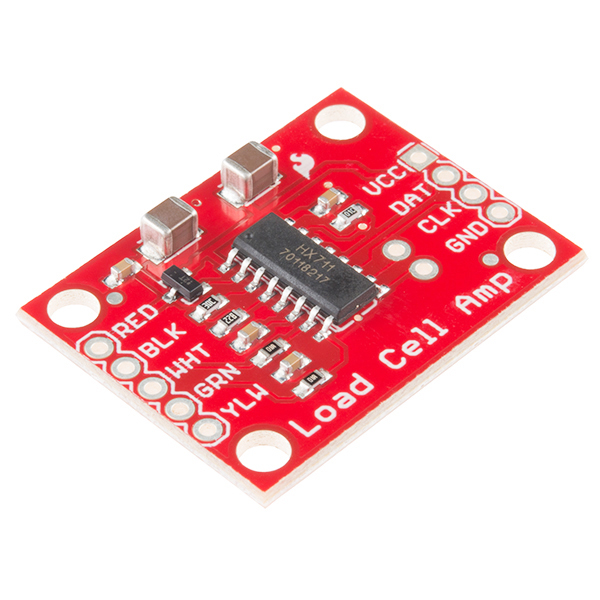 VCC
DAT
CLK
GND
HX711
70118217
RED
BLK
WHT
GRN
YLW
Load Cell Amp